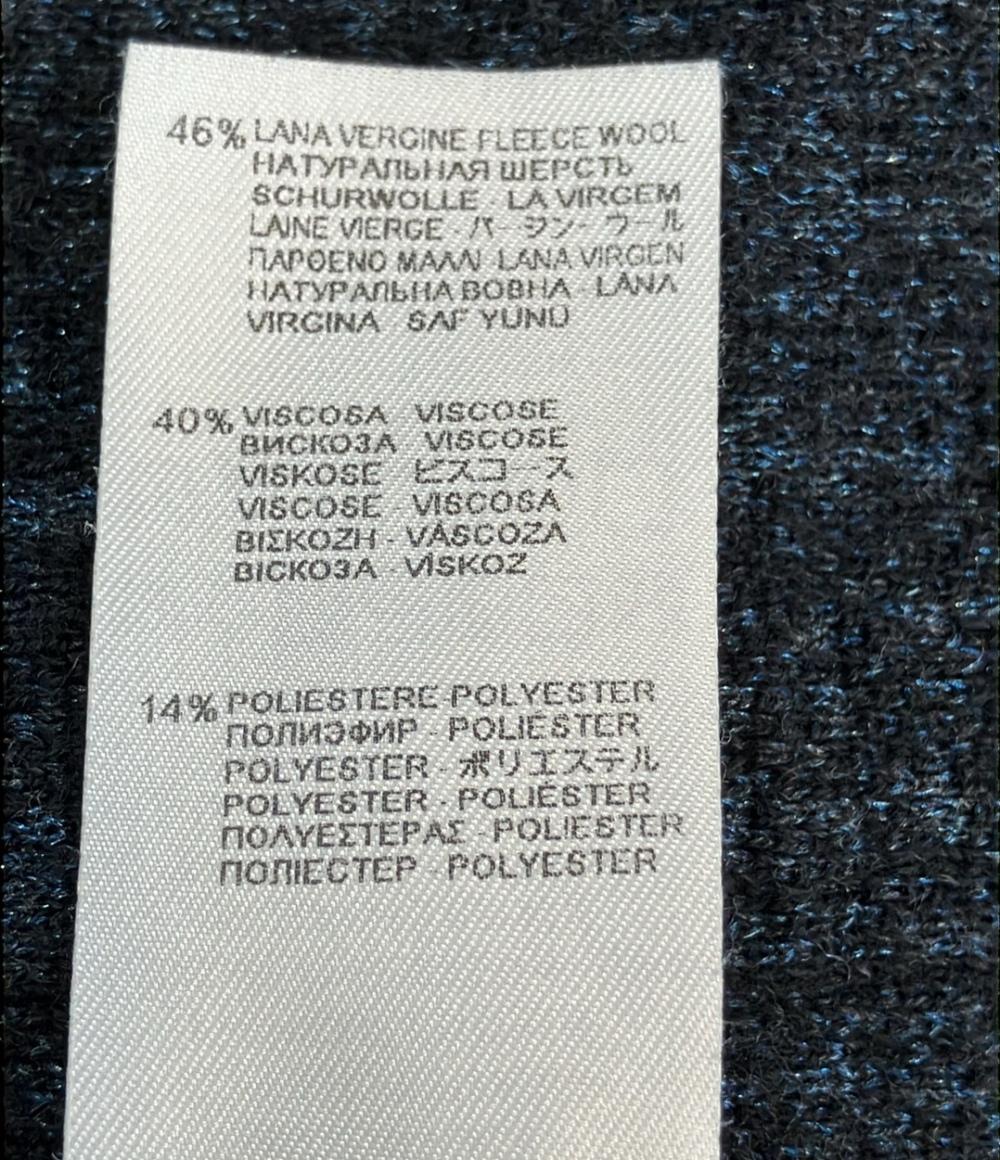 46% LANA VERGINE FLEECE WOOL
НАТУРАЛЬНАЯ ШЕРСТЬ
SCHURWOLLE - LA VIRGEM
LAINE VIERGE - バージン-ウール
ΠΑΡΘΕΝΟ ΜΑΛΛΙ LANA VIRGEN
НАТУРАЛЬНА ВОВНА - LÂNA
VIRGINA SAF YÜNÜ
40% VISCOSA VISCOSE
ВИСКОЗА VISCOSE
VISKOSE ビスコース
VISCOSE - VISCOSA
ΒΙΣΚΟΖΗ - VÂSCOZA
ВІСКОЗА - VİSKOZ
14% POLIESTERE POLYESTER
ПОЛИЭФИР - POLIÉSTER
POLYESTER - ポリエステル
POLYESTER - POLIÉSTER
ΠΟΛΥΕΣΤΕΡΑΣ - POLIESTER
ПОЛІЕСТЕР - POLYESTER